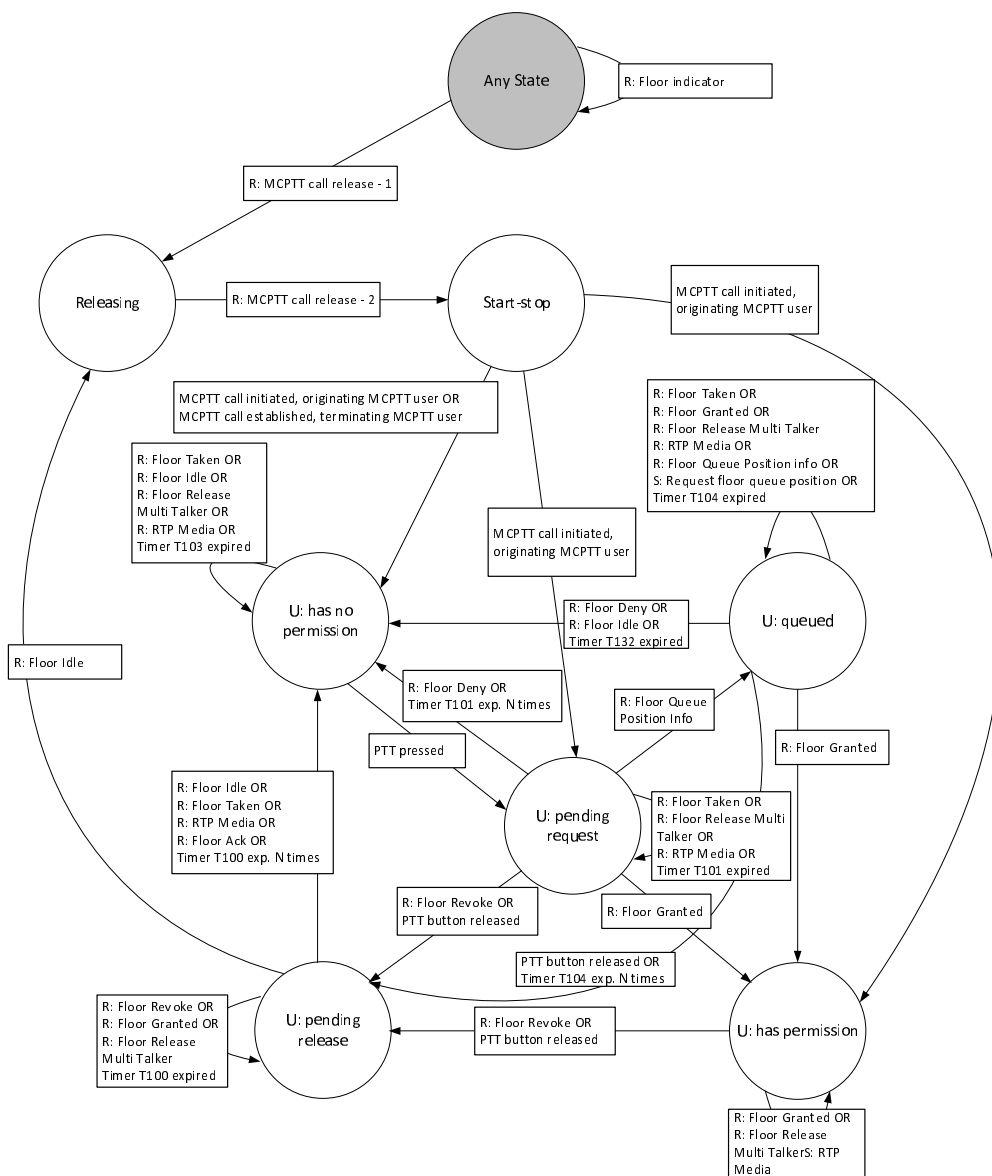 Any State
R: Floor indicator
R: MCPTT call release - 1
Releasing
R: MCPTT call release - 2
Start-stop
MCPTT call initiated,
originating MCPTT user
MCPTT call initiated, originating MCPTT user OR
MCPTT call established, terminating MCPTT user
R: Floor Taken OR
R: Floor Granted OR
R: Floor Release Multi Talker
R: RTP Media OR
R: Floor Queue Position info OR
S: Request floor queue position OR
Timer T104 expired
R: Floor Taken OR
R: Floor Idle OR
R: Floor Release
Multi Talker OR
R: RTP Media OR
Timer T103 expired
MCPTT call initiated,
originating MCPTT user
U: has no
permission
R: Floor Deny OR
R: Floor Idle OR
Timer T132 expired
U: queued
R: Floor Idle
R: Floor Deny OR
Timer T101 exp. N times
R: Floor Queue
Position Info
PTT pressed
R: Floor Granted
R: Floor Idle OR
R: Floor Taken OR
R: RTP Media OR
R: Floor Ack OR
Timer T100 exp. N times
U: pending
request
R: Floor Taken OR
R: Floor Release Multi
Talker OR
R: RTP Media OR
Timer T101 expired
R: Floor Revoke OR
PTT button released
R: Floor Granted
PTT button released OR
Timer T104 exp. N times
R: Floor Revoke OR
R: Floor Granted OR
R: Floor Release
Multi Talker
Timer T100 expired
U: pending
release
R: Floor Revoke OR
PTT button released
U: has permission
R: Floor Granted OR
R: Floor Release
Multi TalkerS: RTP
Media